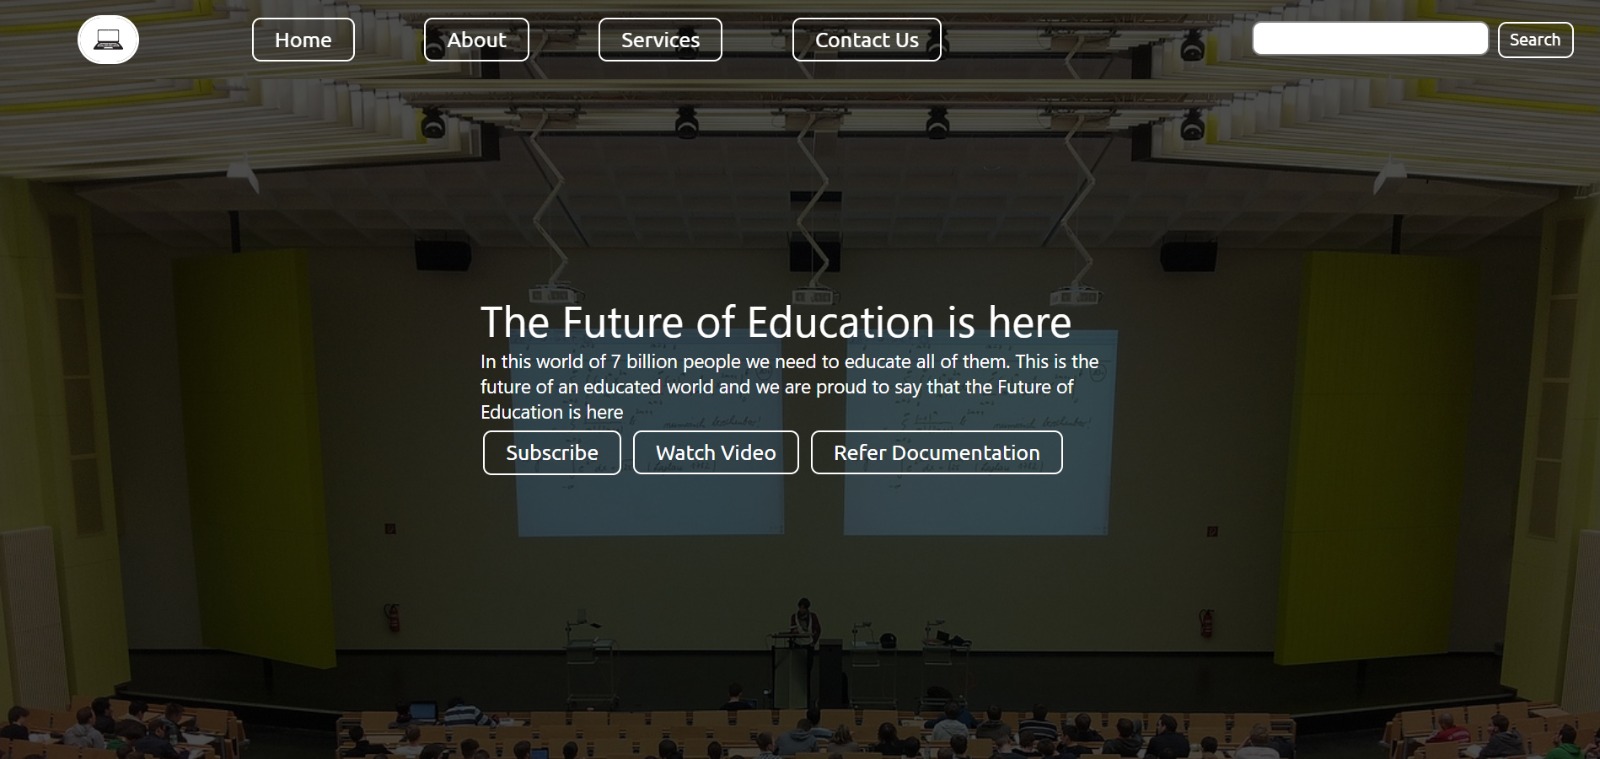 Home
About
Services
Contact Us
Search
The Future of Education is here
In this world of 7 billion people we need to educate all of them. This is the
future of an educated world and we are proud to say that the Future of
Education is here
Subscribe
Watch Video
Refer Documentation